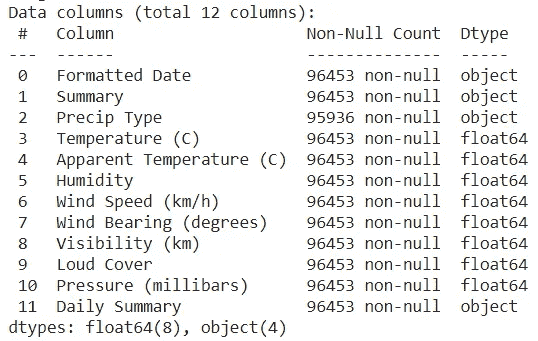 Data columns (total 12 columns):
 #   Column                    Non-Null Count  Dtype
---  ------                    --------------  -----
 0   Formatted Date            96453 non-null  object
 1   Summary                   96453 non-null  object
 2   Precip Type               95936 non-null  object
 3   Temperature (C)           96453 non-null  float64
 4   Apparent Temperature (C)  96453 non-null  float64
 5   Humidity                  96453 non-null  float64
 6   Wind Speed (km/h)         96453 non-null  float64
 7   Wind Bearing (degrees)    96453 non-null  float64
 8   Visibility (km)           96453 non-null  float64
 9   Loud Cover                96453 non-null  float64
 10  Pressure (millibars)      96453 non-null  float64
 11  Daily Summary             96453 non-null  object
dtypes: float64(8), object(4)